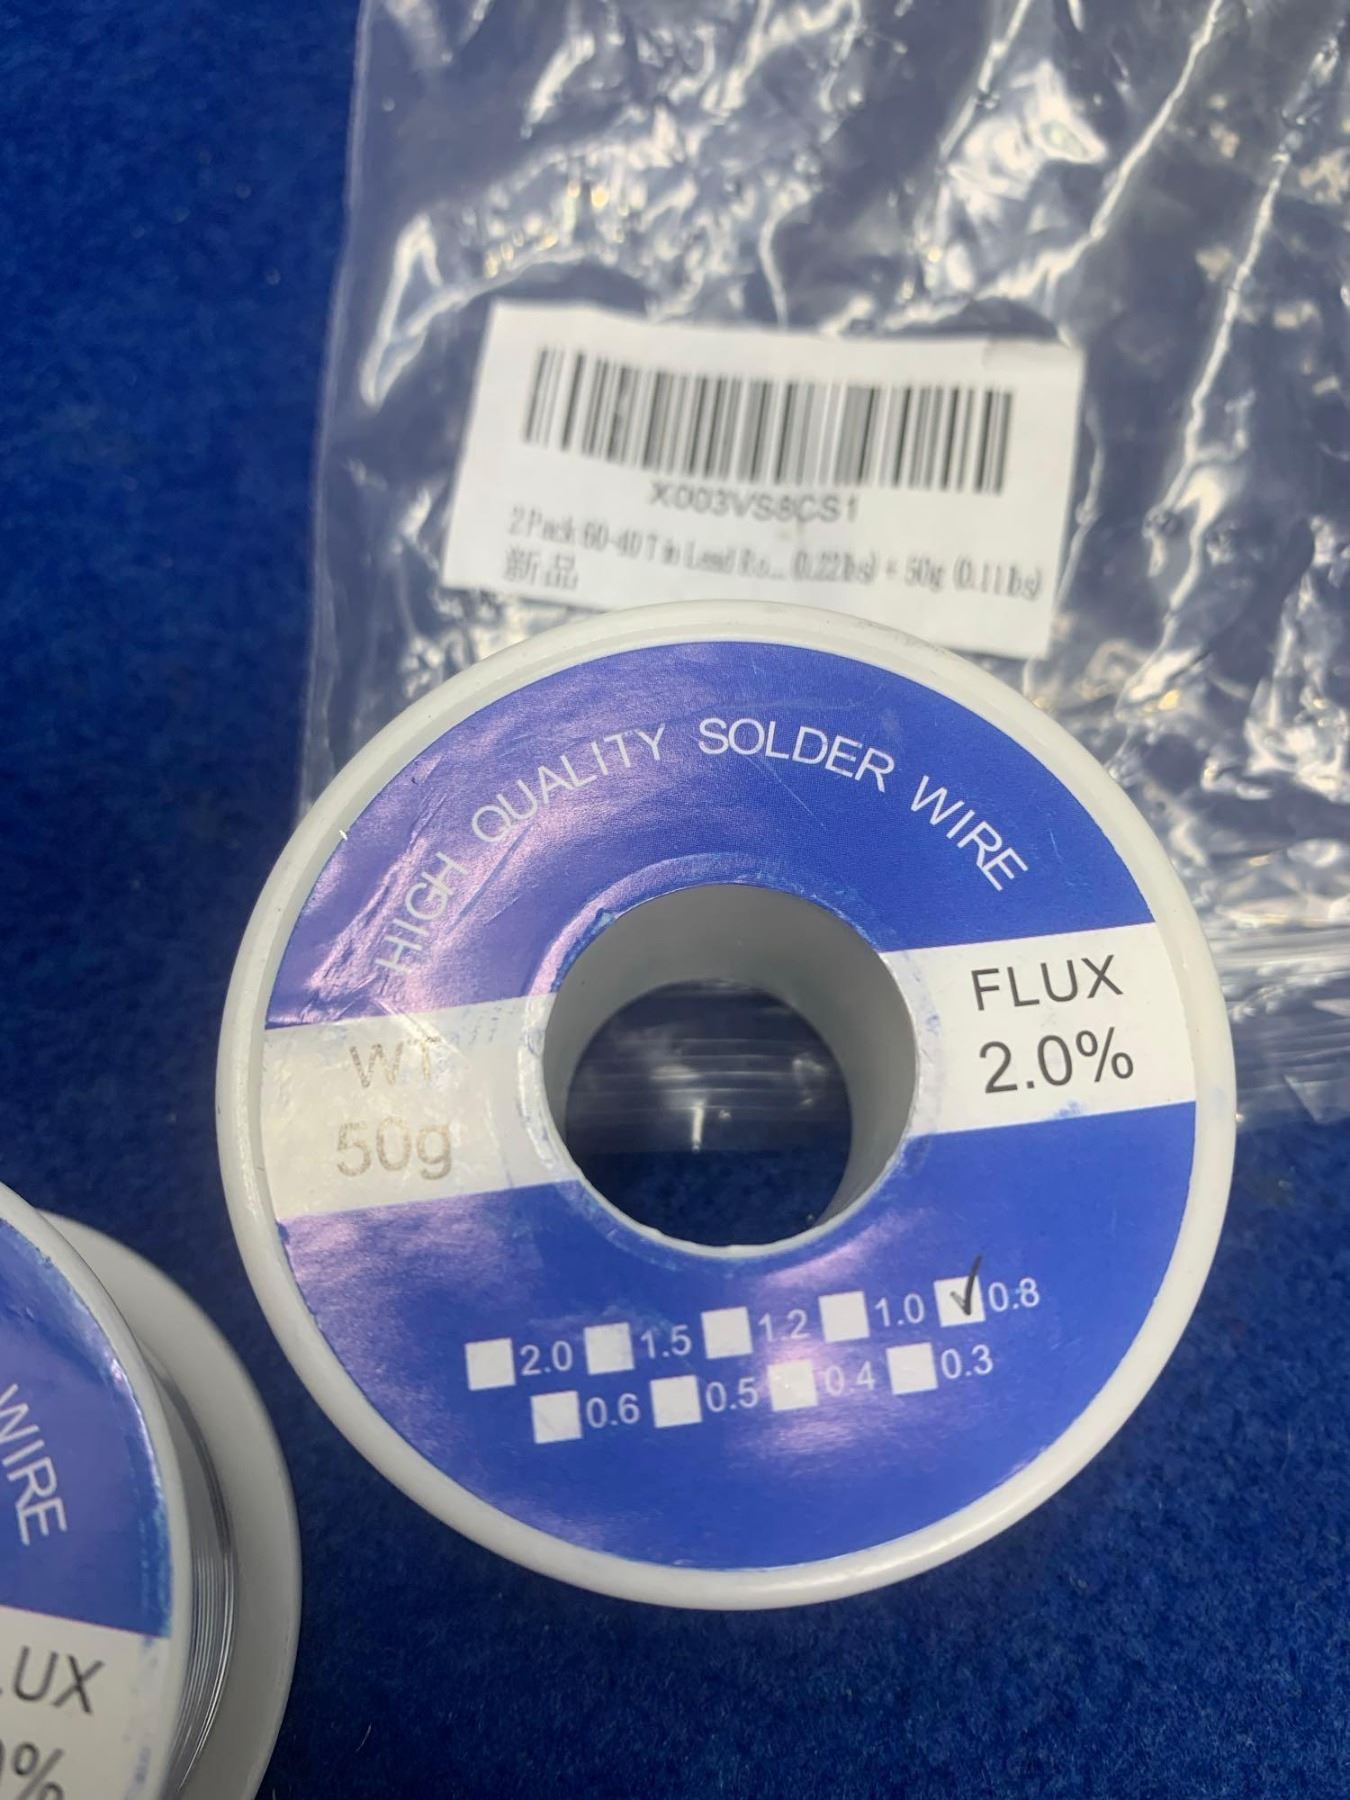 X003VS8CS1
2 Pack 60-40 Tin Lead Ro... 0.22lbs) + 50g (0.11lbs)
新品
HIGH QUALITY SOLDER WIRE
WT
50g
FLUX
2.0%
2.0 1.5 1.2 1.0 0.8
0.6 0.5 0.4 0.3
WIRE
LUX
0%